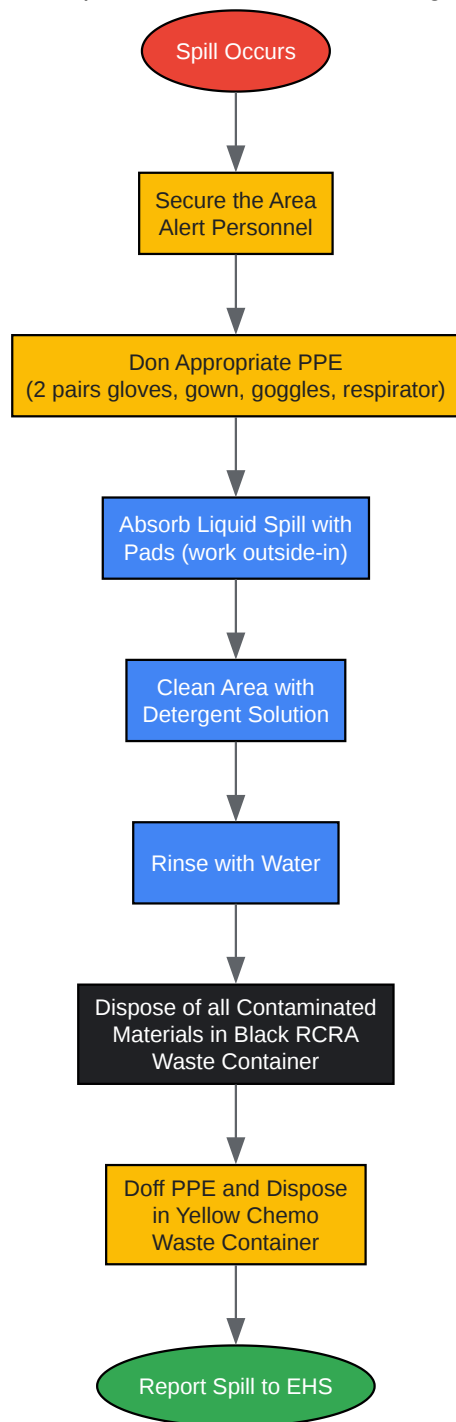 Spill Occurs
Secure the Area
Alert Personnel
Don Appropriate PPE
(2 pairs gloves, gown, goggles, respirator)
Absorb Liquid Spill with
Pads (work outside-in)
Clean Area with
Detergent Solution
Rinse with Water
Dispose of all Contaminated
Materials in Black RCRA
Waste Container
Doff PPE and Dispose
in Yellow Chemo
Waste Container
Report Spill to EHS